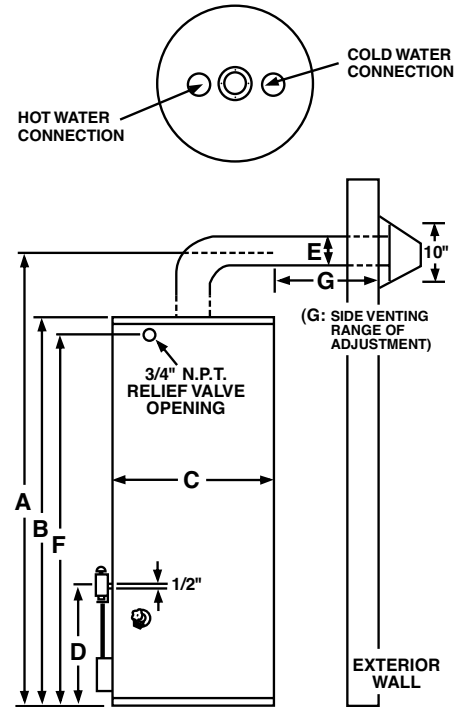 COLD WATER
CONNECTION
HOT WATER
CONNECTION
E
10"
G
(G: SIDE VENTING
RANGE OF
ADJUSTMENT)
3/4" N.P.T.
RELIEF VALVE
OPENING
C
A
B
F
1/2"
D
EXTERIOR
WALL